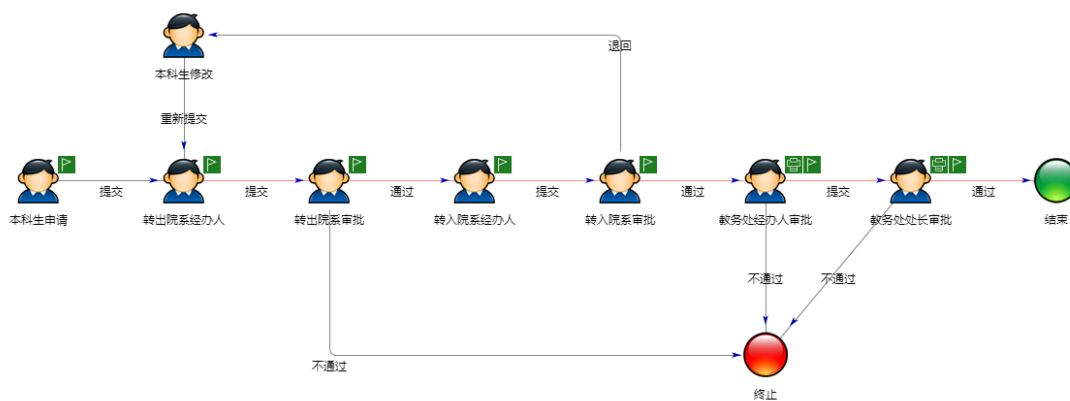 退回
本科生修改
重新提交
提交
提交
通过
提交
通过
提交
通过
本科生申请
转出院系经办人
转出院系审批
转入院系经办人
转入院系审批
教务处经办人审批
教务处处长审批
结束
不通过
不通过
不通过
终止